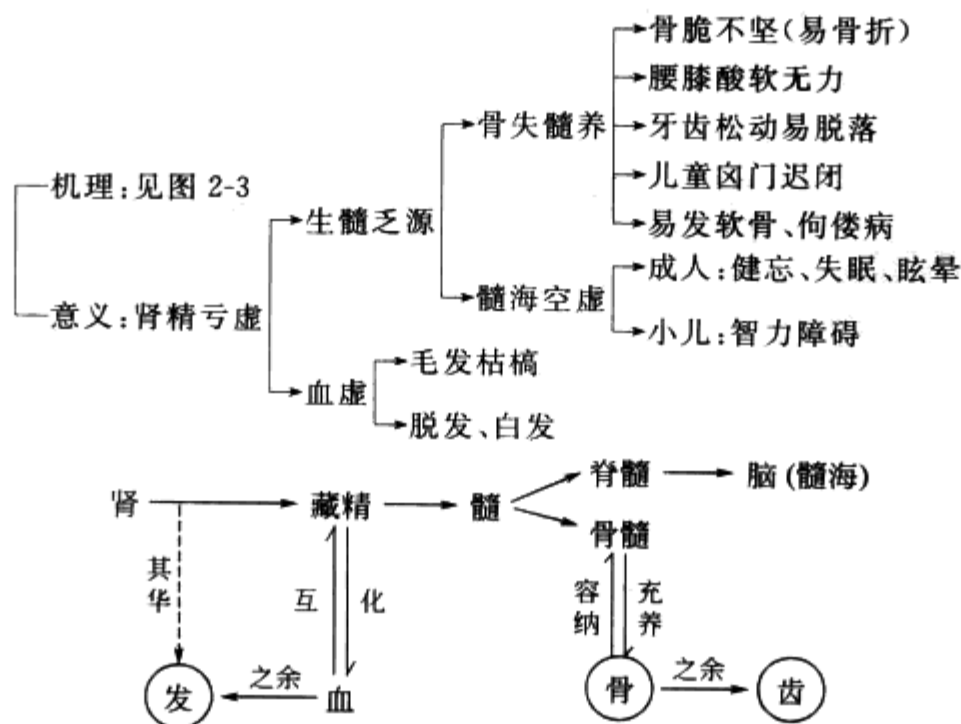 骨脆不坚(易骨折)
腰膝酸软无力
骨失髓养
牙齿松动易脱落
机理:见图 2-3
儿童囟门迟闭
生髓乏源
易发软骨、佝偻病
成人:健忘、失眠、眩晕
意义:肾精亏虚
髓海空虚
小儿:智力障碍
毛发枯槁
血虚
脱发、白发
脊髓
脑(髓海)
肾
藏精
髓
骨髓
其华
互
化
容纳
充养
发
之余
血
骨
之余
齿